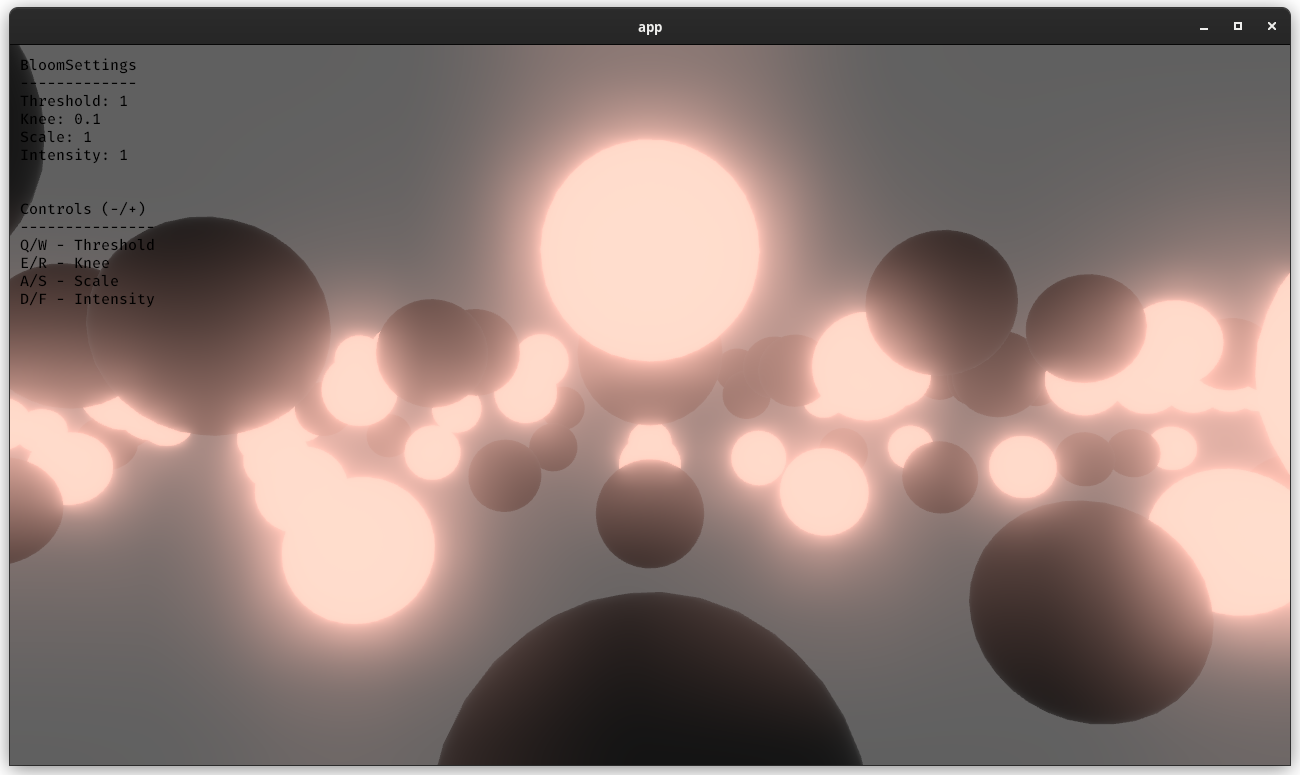 app
BloomSettings
-------------
Threshold: 1
Knee: 0.1
Scale: 1
Intensity: 1
Controls (-/+)
---------------
Q/W - Threshold
E/R - Knee
A/S - Scale
D/F - Intensity